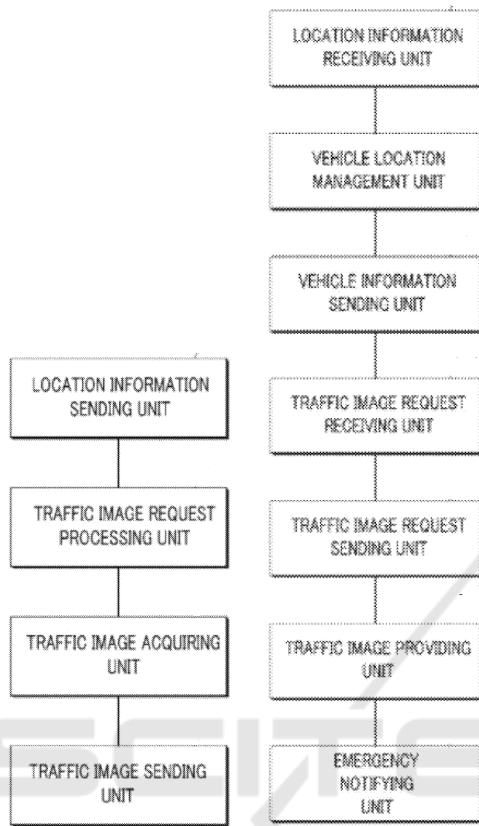 LOCATION INFORMATION
SENDING UNIT
TRAFFIC IMAGE REQUEST
PROCESSING UNIT
TRAFFIC IMAGE ACQUIRING
UNIT
TRAFFIC IMAGE SENDING
UNIT
LOCATION INFORMATION
RECEIVING UNIT
VEHICLE LOCATION
MANAGEMENT UNIT
VEHICLE INFORMATION
SENDING UNIT
TRAFFIC IMAGE REQUEST
RECEIVING UNIT
TRAFFIC IMAGE REQUEST
SENDING UNIT
TRAFFIC IMAGE PROVIDING
UNIT
EMERGENCY
NOTIFYING
UNIT
SCITE